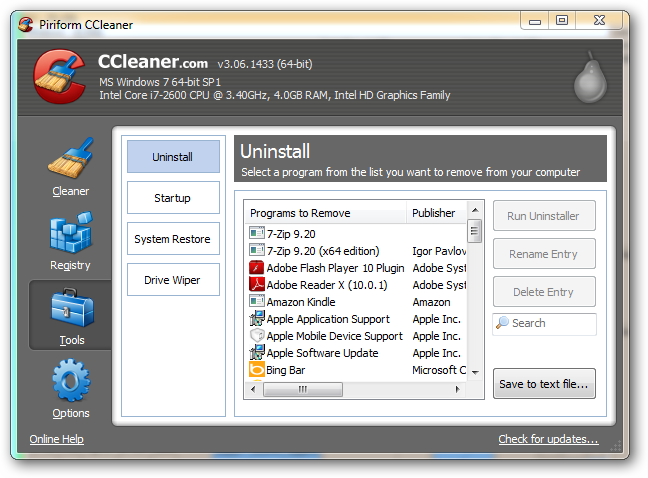 Piriform CCleaner
CCleaner.com v3.06.1433 (64-bit)
MS Windows 7 64-bit SP1
Intel Core i7-2600 CPU @ 3.40GHz, 4.0GB RAM, Intel HD Graphics Family
Cleaner
Registry
Tools
Options
Uninstall
Startup
System Restore
Drive Wiper
Uninstall
Select a program from the list you want to remove from your computer
Programs to Remove Publisher
7-Zip 9.20
7-Zip 9.20 (x64 edition) Igor Pavlov
Adobe Flash Player 10 Plugin Adobe Sys
Adobe Reader X (10.0.1) Adobe Sys
Amazon Kindle Amazon
Apple Application Support Apple Inc.
Apple Mobile Device Support Apple Inc.
Apple Software Update Apple Inc.
Bing Bar Microsoft C
Run Uninstaller
Rename Entry
Delete Entry
Search
Save to text file...
Online Help
Check for updates...